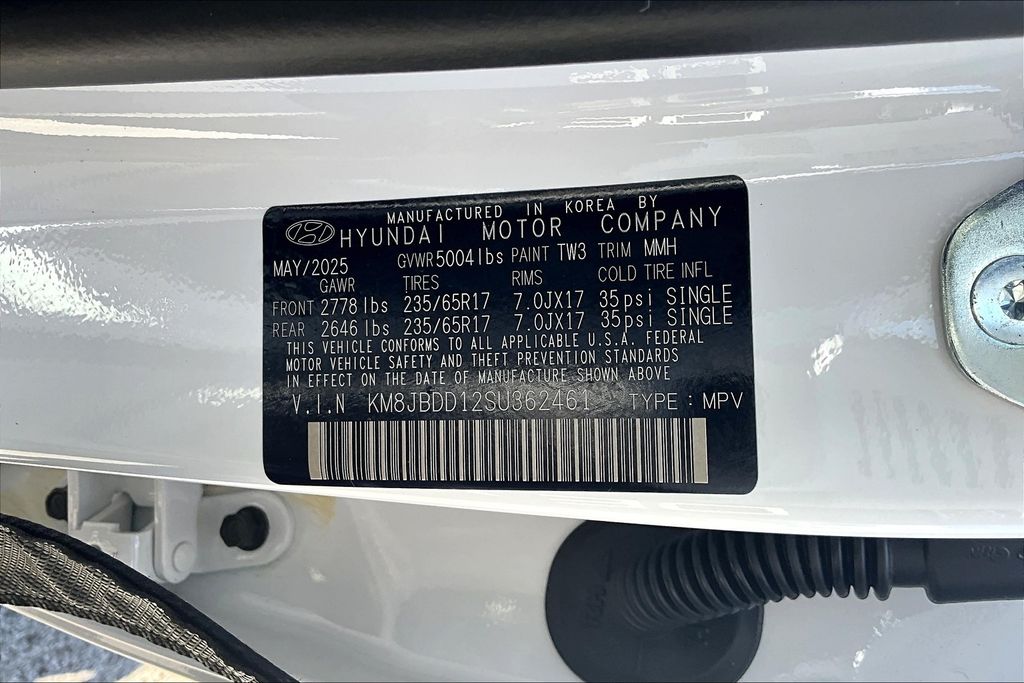 MANUFACTURED IN KOREA BY
HYUNDAI MOTOR COMPANY
MAY/2025 GVWR 5004 lbs PAINT TW3 TRIM MMH
GAWR TIRES RIMS COLD TIRE INFL
FRONT 2778 lbs 235/65R17 7.0JX17 35psi SINGLE
REAR 2646 lbs 235/65R17 7.0JX17 35psi SINGLE
THIS VEHICLE CONFORMS TO ALL APPLICABLE U.S.A. FEDERAL
MOTOR VEHICLE SAFETY AND THEFT PREVENTION STANDARDS
IN EFFECT ON THE DATE OF MANUFACTURE SHOWN ABOVE
V.I.N KM8JBDD12SU362461 TYPE : MPV